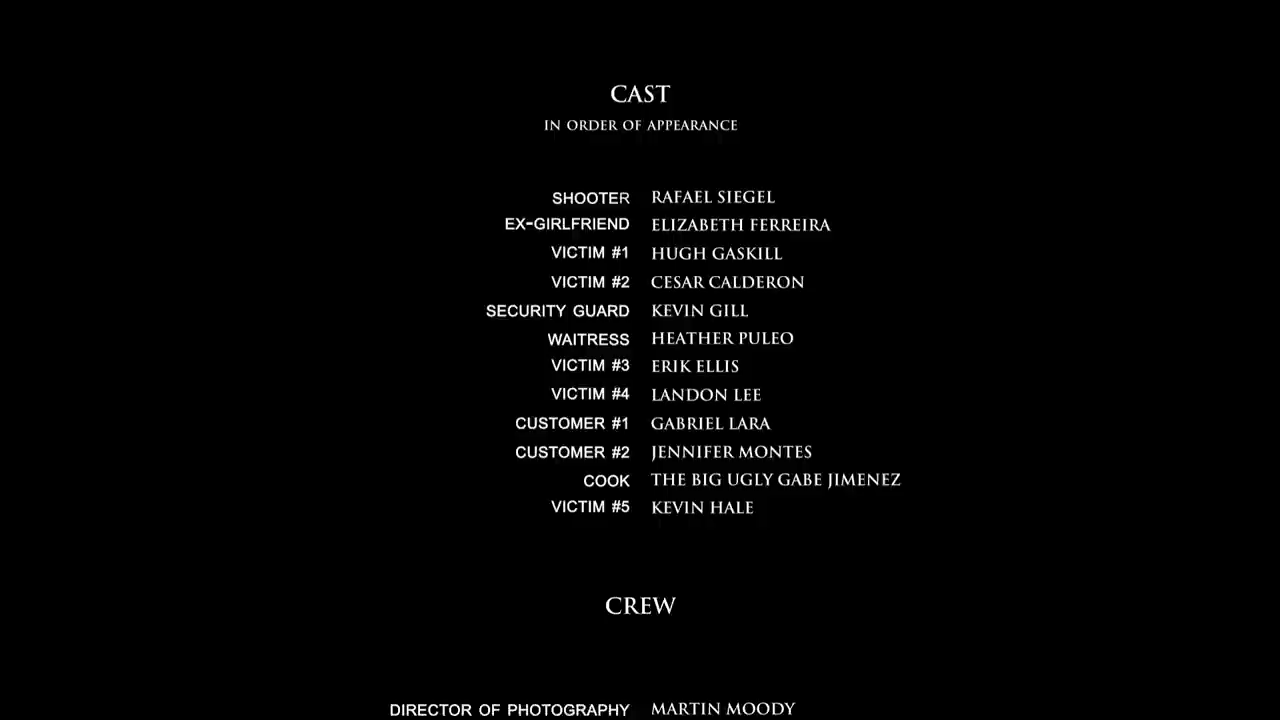 CAST
IN ORDER OF APPEARANCE
SHOOTER RAFAEL SIEGEL
EX-GIRLFRIEND ELIZABETH FERREIRA
VICTIM #1 HUGH GASKILL
VICTIM #2 CESAR CALDERON
SECURITY GUARD KEVIN GILL
WAITRESS HEATHER PULEO
VICTIM #3 ERIK ELLIS
VICTIM #4 LANDON LEE
CUSTOMER #1 GABRIEL LARA
CUSTOMER #2 JENNIFER MONTES
COOK THE BIG UGLY GABE JIMENEZ
VICTIM #5 KEVIN HALE
CREW
DIRECTOR OF PHOTOGRAPHY MARTIN MOODY